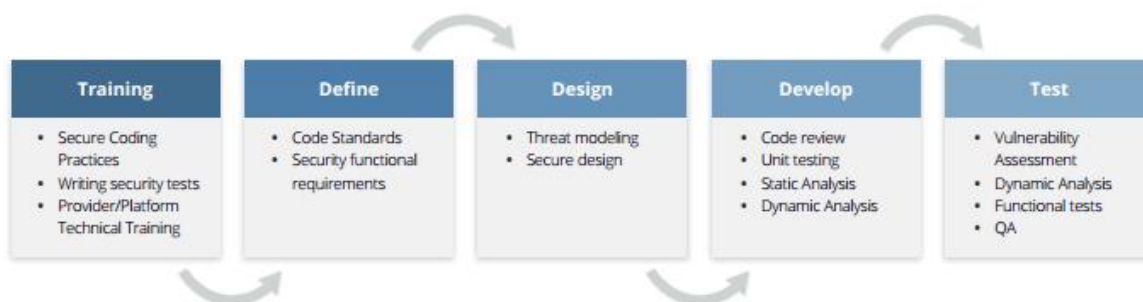 Training
• Secure Coding
Practices
• Writing security tests
• Provider/Platform
Technical Training
Define
• Code Standards
• Security functional
requirements
Design
• Threat modeling
• Secure design
Develop
• Code review
• Unit testing
• Static Analysis
• Dynamic Analysis
Test
• Vulnerability
Assessment
• Dynamic Analysis
• Functional tests
• QA